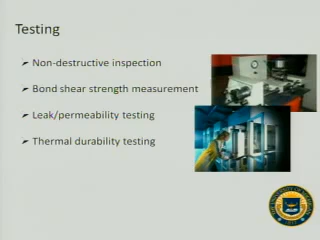 Testing
Non-destructive inspection
Bond shear strength measurement
Leak/permeability testing
Thermal durability testing